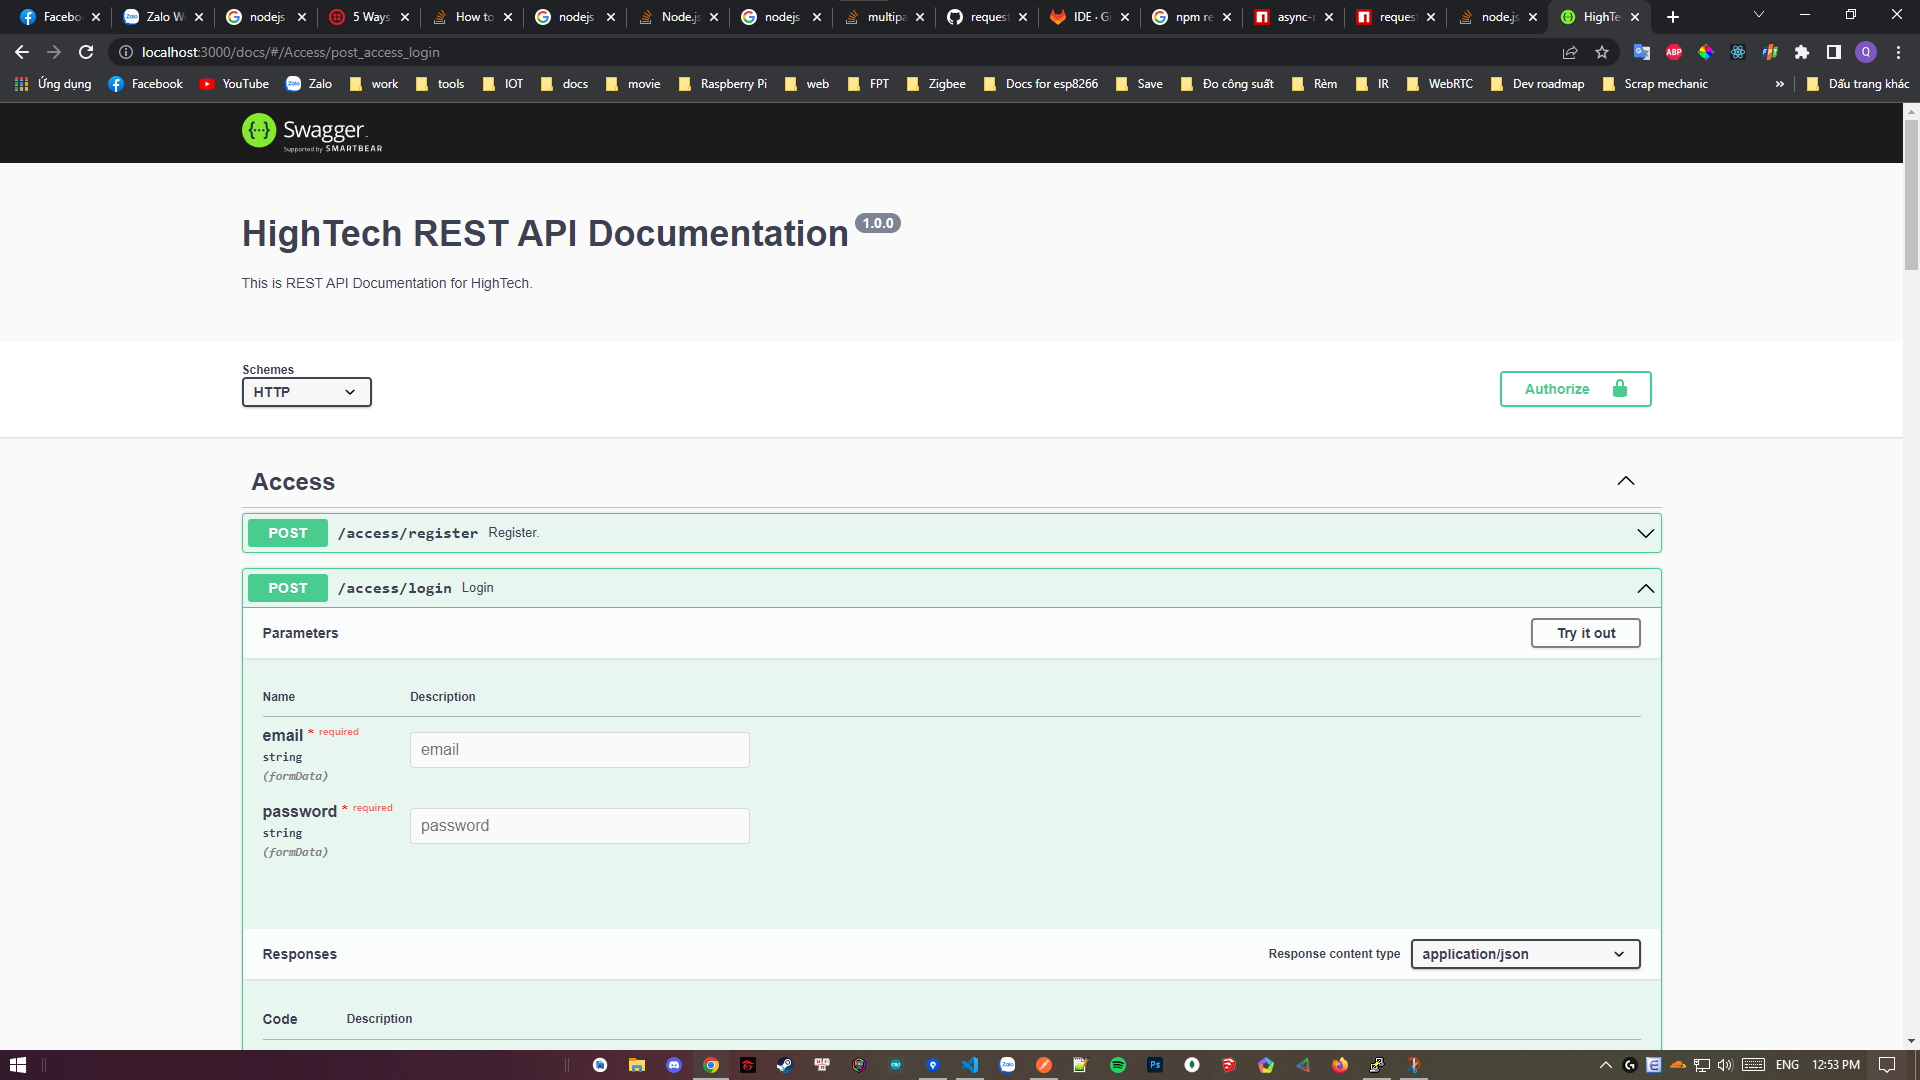 Facebo
Zalo W
nodejs
5 Ways
How to
nodejs
Node.js
nodejs
multipa
request
IDE · G
npm re
async-r
request
node.js
HighTe
localhost:3000/docs/#/Access/post_access_login
ABP
Q
Ứng dụng
Facebook
YouTube
Zalo
work
tools
IOT
docs
movie
Raspberry Pi
web
FPT
Zigbee
Docs for esp8266
Save
Đo công suất
Rèm
IR
WebRTC
Dev roadmap
Scrap mechanic
»
Dấu trang khác
Swagger
Supported by SMARTBEAR
HighTech REST API Documentation 1.0.0
This is REST API Documentation for HighTech.
Schemes
HTTP
Authorize
Access
POST /access/register Register.
POST /access/login Login
Parameters
Try it out
Name Description
email * required
string
(formData)
email
password * required
string
(formData)
password
Responses
Response content type application/json
Code Description
ENG
12:53 PM